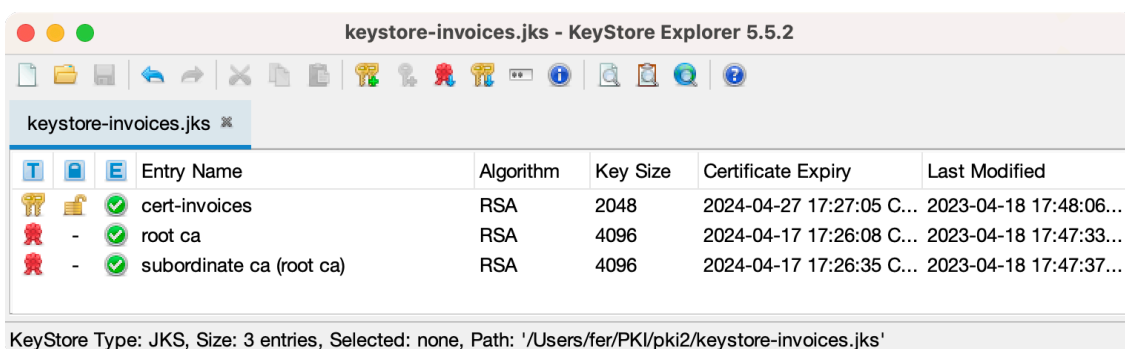 keystore-invoices.jks - KeyStore Explorer 5.5.2
keystore-invoices.jks
T E Entry Name Algorithm Key Size Certificate Expiry Last Modified
cert-invoices RSA 2048 2024-04-27 17:27:05 C... 2023-04-18 17:48:06...
- root ca RSA 4096 2024-04-17 17:26:08 C... 2023-04-18 17:47:33...
- subordinate ca (root ca) RSA 4096 2024-04-17 17:26:35 C... 2023-04-18 17:47:37...
KeyStore Type: JKS, Size: 3 entries, Selected: none, Path: '/Users/fer/PKI/pki2/keystore-invoices.jks'